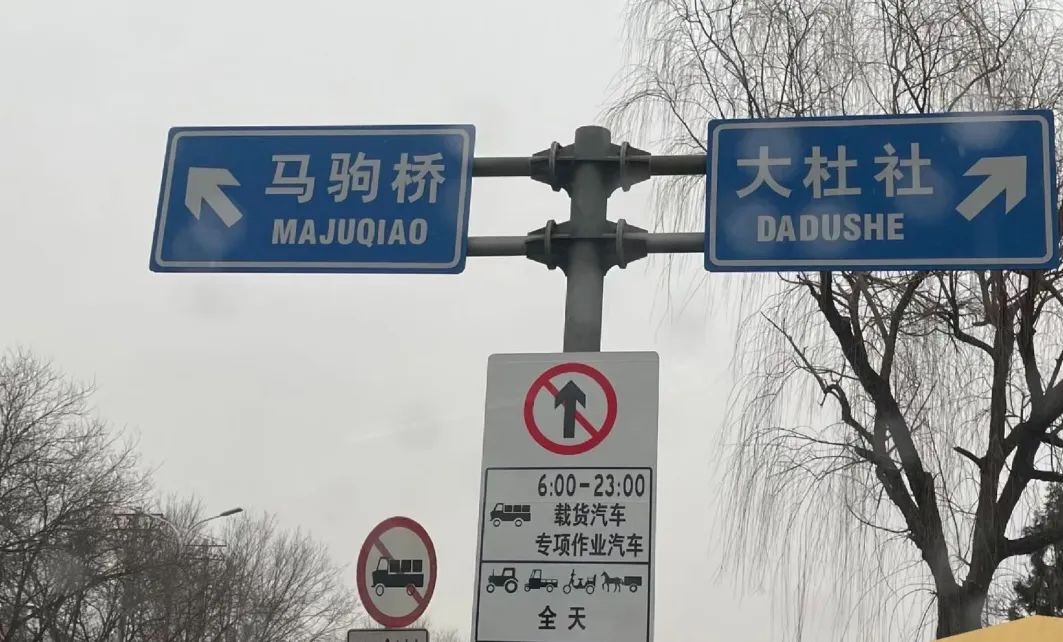 马驹桥
MAJUQIAO
大杜社
DADUSHE
6:00-23:00
载货汽车
专项作业汽车
全天